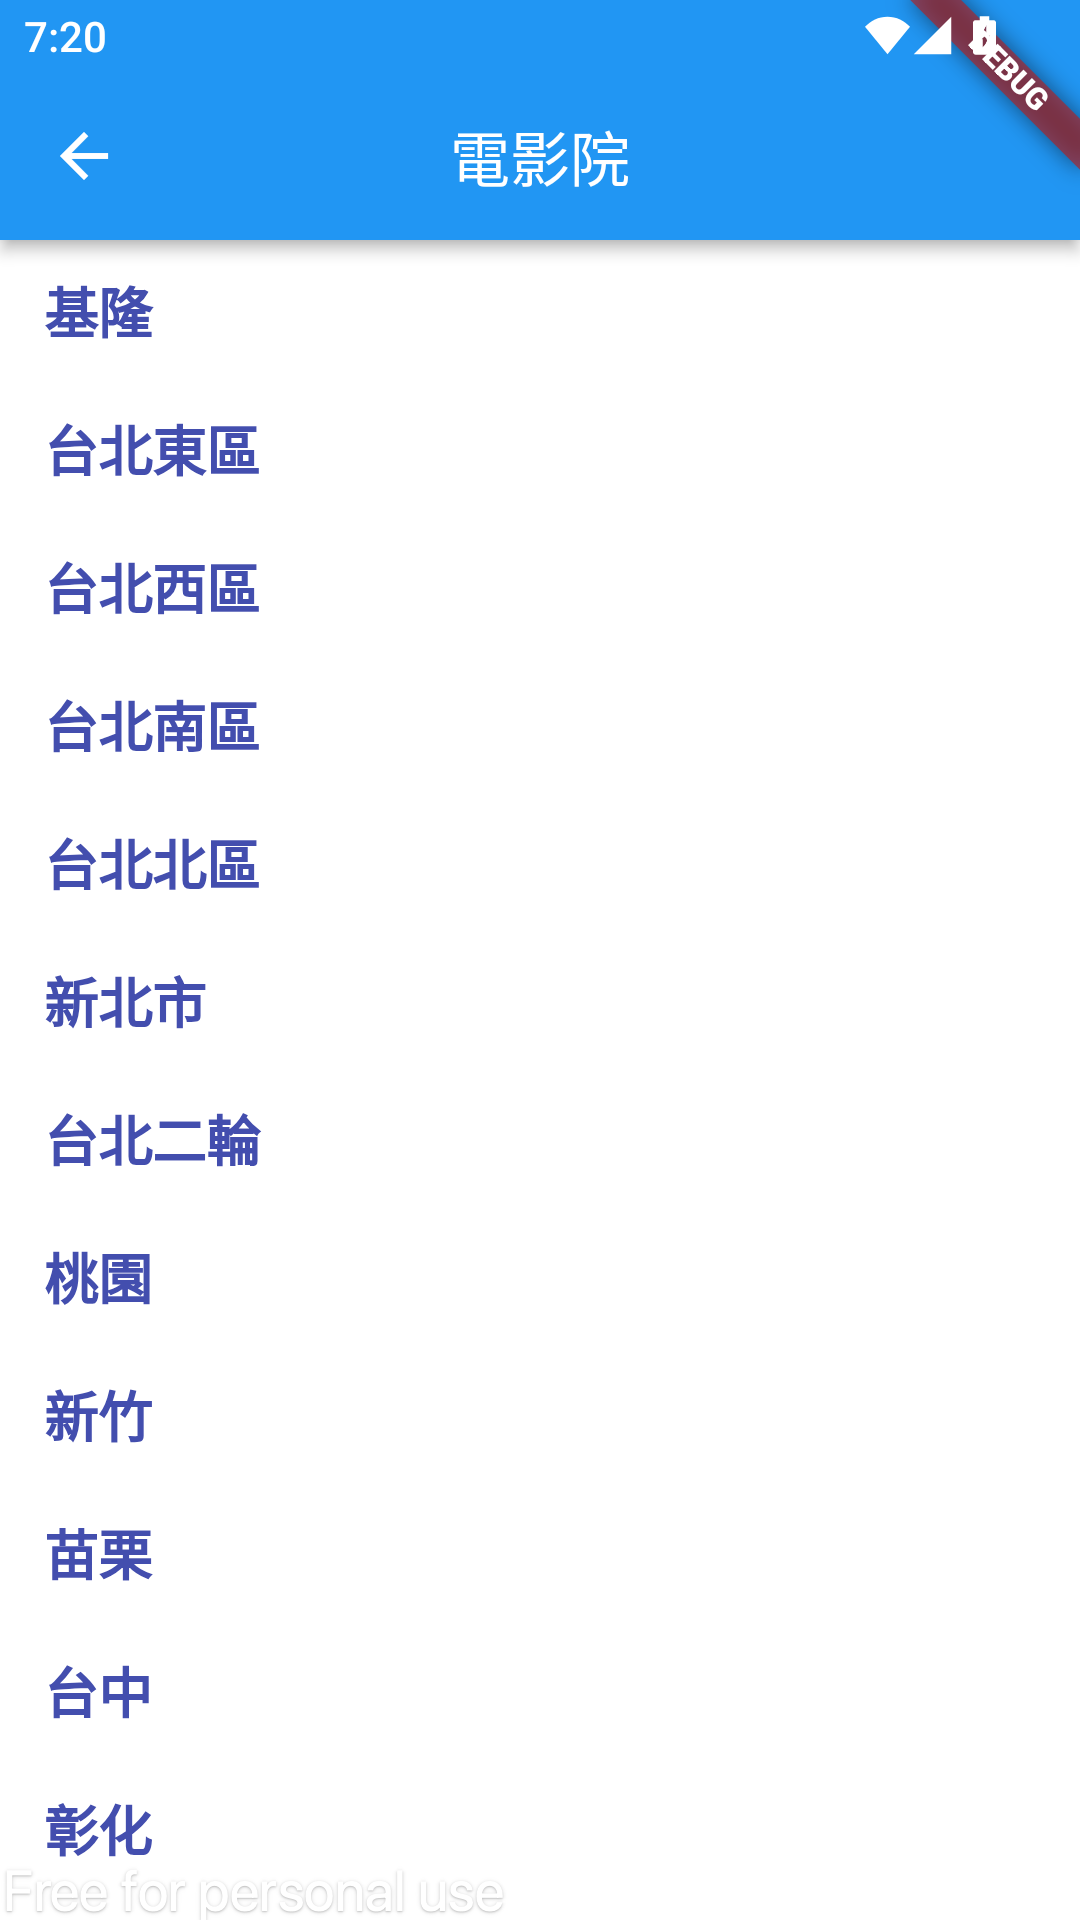 7:20
DEBUG
電影院
基隆
台北東區
台北西區
台北南區
台北北區
新北市
台北二輪
桃園
新竹
苗栗
台中
彰化
Free for personal use